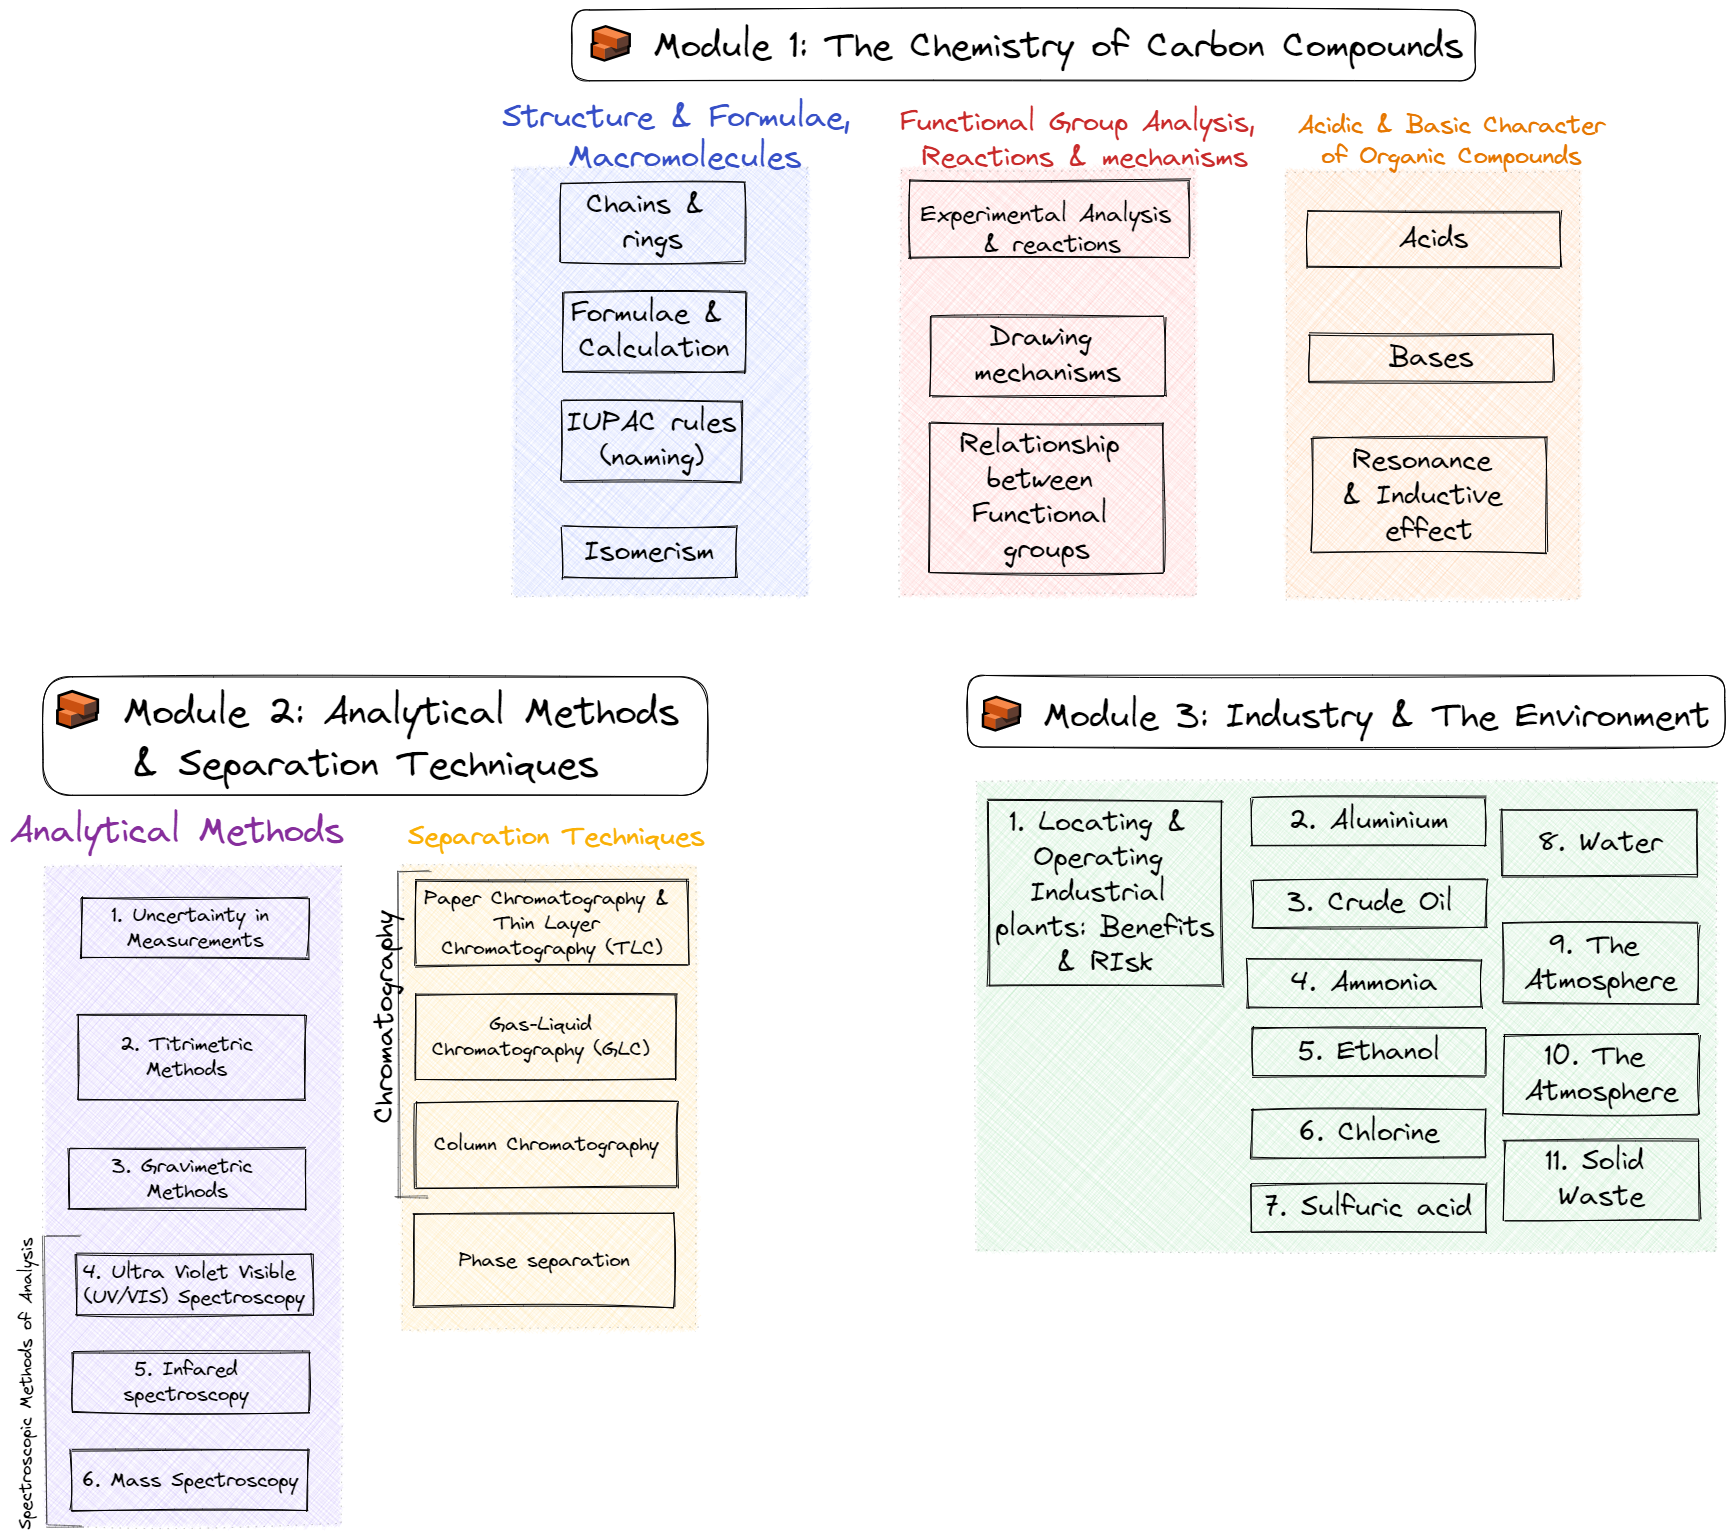 Module 1: The Chemistry of Carbon Compounds
Structure & Formulae,
Macromolecules
Chains &
rings
Formulae &
Calculation
IUPAC rules
(naming)
Isomerism
Functional Group Analysis,
Reactions & mechanisms
Experimental Analysis
& reactions
Drawing
mechanisms
Relationship
between
Functional
groups
Acidic & Basic Character
of Organic Compounds
Acids
Bases
Resonance
& Inductive
effect
Module 2: Analytical Methods
& Separation Techniques
Analytical Methods
1. Uncertainty in
Measurements
2. Titrimetric
Methods
3. Gravimetric
Methods
Spectroscopic Methods of Analysis
4. Ultra Violet Visible
(UV/VIS) Spectroscopy
5. Infared
spectroscopy
6. Mass Spectroscopy
Separation Techniques
Chromatography
Paper Chromatography &
Thin Layer
Chromatography (TLC)
Gas-Liquid
Chromatography (GLC)
Column Chromatography
Phase separation
Module 3: Industry & The Environment
1. Locating &
Operating
Industrial
plants: Benefits
& RIsk
2. Aluminium
3. Crude Oil
4. Ammonia
5. Ethanol
6. Chlorine
7. Sulfuric acid
8. Water
9. The
Atmosphere
10. The
Atmosphere
11. Solid
Waste